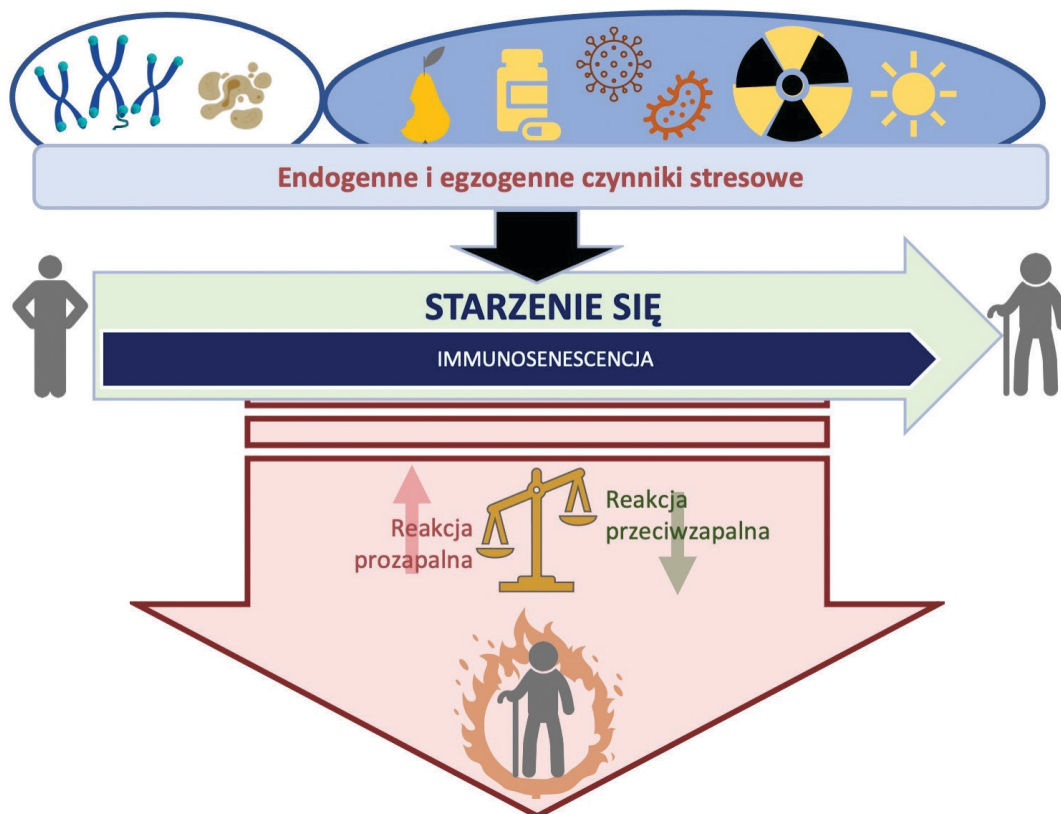 Endogenne i egzogenne czynniki stresowe
STARZENIE SIĘ
IMMUNOSENESCENCJA
Reakcja
prozapalna
Reakcja
przeciwzapalna